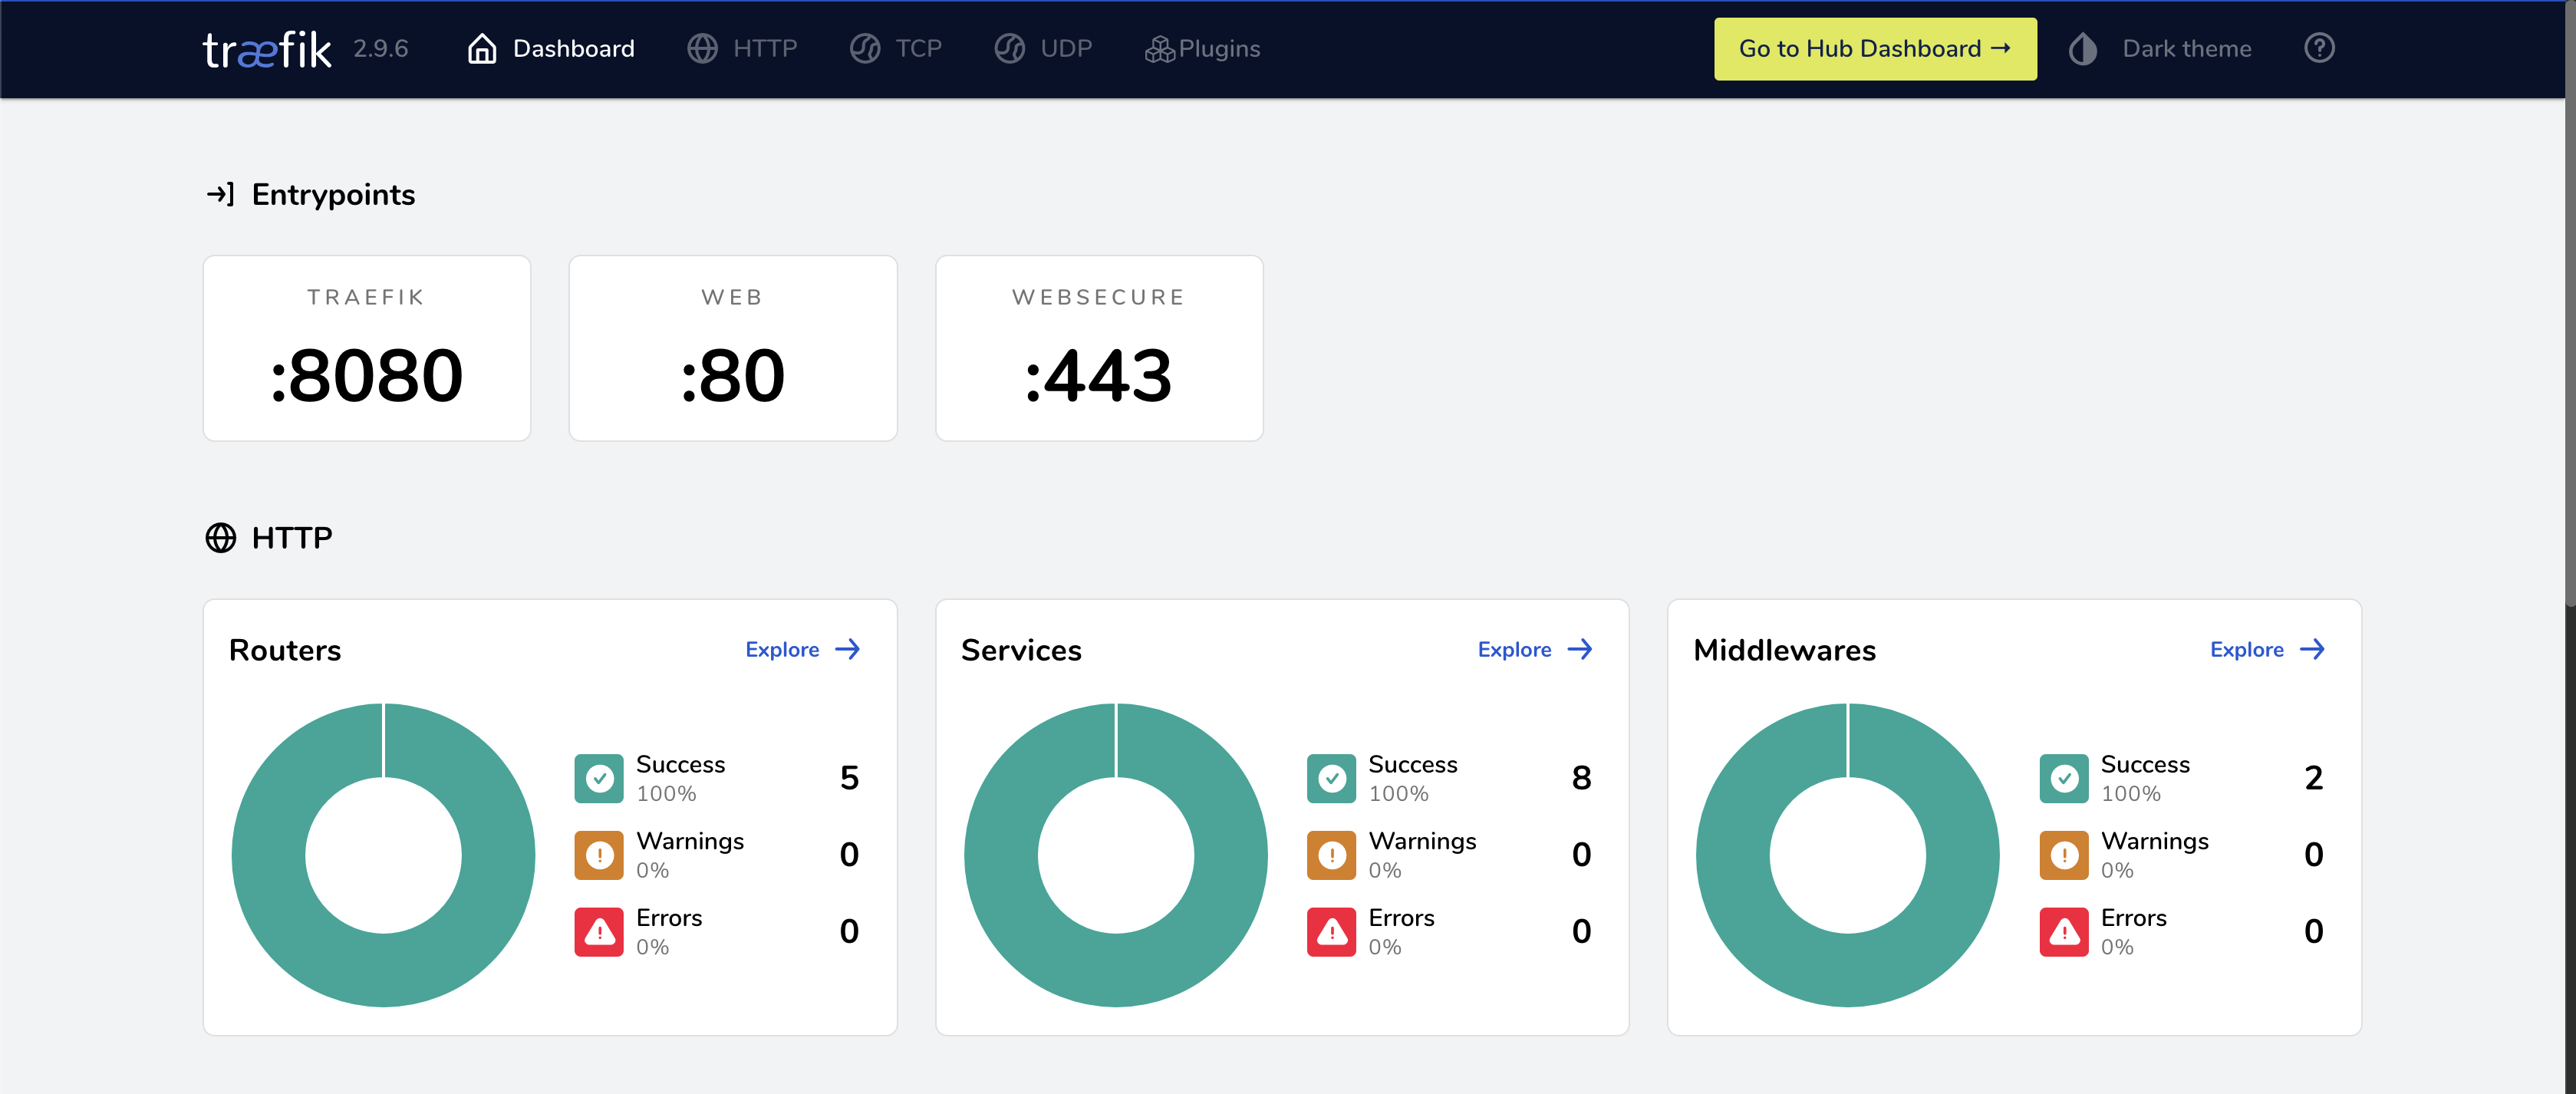 træfik 2.9.6 Dashboard HTTP TCP UDP Plugins Go to Hub Dashboard → Dark theme
Entrypoints
TRAEFIK
:8080
WEB
:80
WEBSECURE
:443
HTTP
Routers Explore
Success 5
100%
Warnings 0
0%
Errors 0
0%
Services Explore
Success 8
100%
Warnings 0
0%
Errors 0
0%
Middlewares Explore
Success 2
100%
Warnings 0
0%
Errors 0
0%